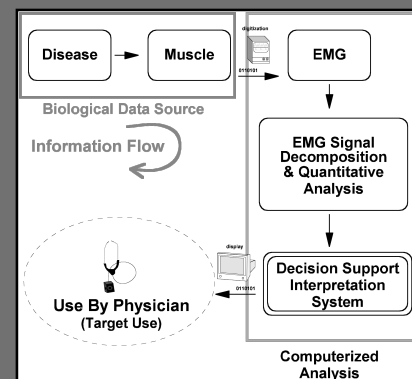 digitization
Disease
Muscle
EMG
0110101
Biological Data Source
Information Flow
EMG Signal
Decomposition
& Quantitative
Analysis
display
Decision Support
Interpretation
System
0110101
Use By Physician
(Target Use)
Computerized
Analysis